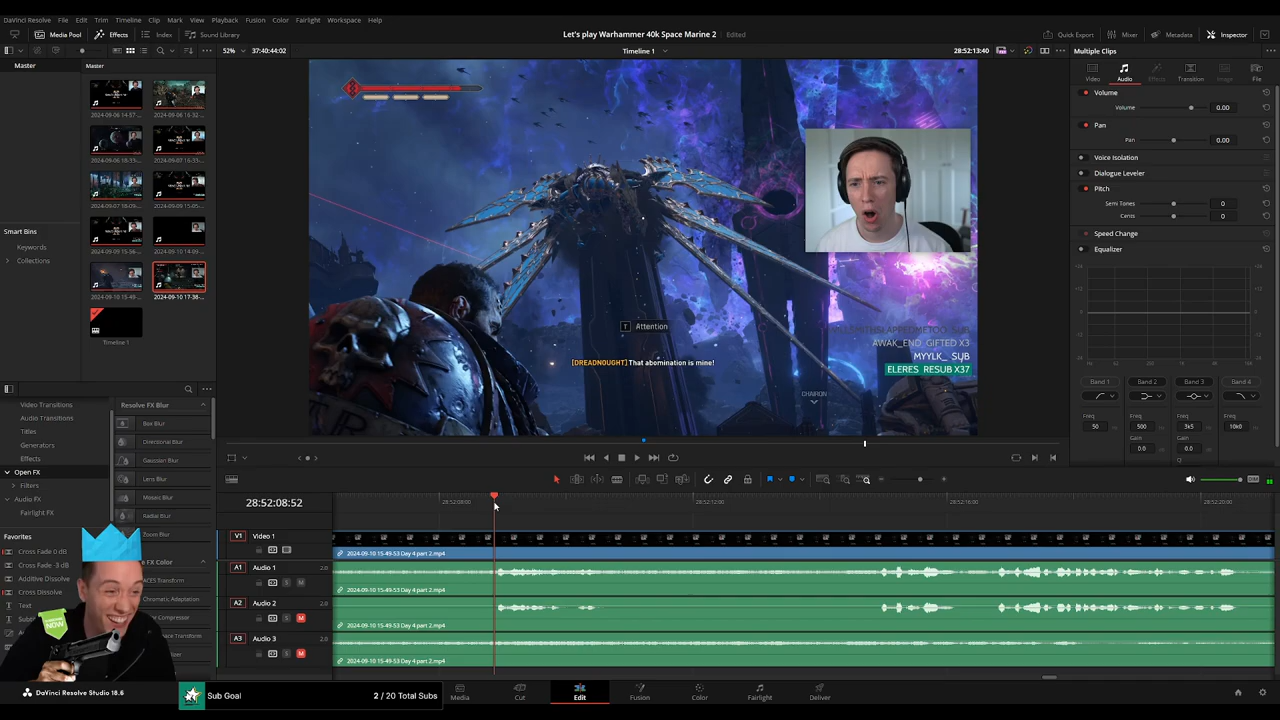 DaVinci Resolve File Edit Trim Timeline Clip Mark View Playback Fusion Color Fairlight Workspace Help
Media Pool Effects Index Sound Library
Let's play Warhammer 40k Space Marine 2 Edited
Quick Export Mixer Metadata Inspector
52% 37:40:44:02
Timeline 1
28:52:13:40
Multiple Clips
Master
Master
Video Audio Effects Transition Image File
Volume
Volume 0.00
Pan
Pan 0.00
Voice Isolation
Dialogue Leveler
Pitch
Semi Tones 0
Cents 0
Speed Change
Equalizer
Band 1 Band 2 Band 3 Band 4
Freq Freq Freq Freq
50 500 3k5 10k0
Gain Gain
0.0 0.0
Q
2024-09-06 14-57...
2024-09-06 16-32...
2024-09-07 16-33...
2024-09-07 18-09...
2024-09-09 15-05...
2024-09-09 15-56...
2024-09-10 14-09...
2024-09-10 15-49...
2024-09-10 17-36-...
Timeline 1
Smart Bins
Keywords
Collections
T Attention
[DREADNOUGHT] That abomination is mine!
AWAK_END GIFTED X3
MYYLK_ SUB
ELERES RESUB X37
CHAIRON
Video Transitions
Audio Transitions
Titles
Generators
Effects
Open FX
Filters
Audio FX
Fairlight FX
Favorites
Cross Fade 0 dB
Cross Fade -3 dB
Additive Dissolve
Cross Dissolve
Text
Resolve FX Blur
Box Blur
Directional Blur
Gaussian Blur
Lens Blur
Mosaic Blur
Radial Blur
Zoom Blur
FX Color
ACES Transform
Chromatic Adaptation
Compressor
Space Transform
28:52:08:52
28:52:08:00
28:52:12:00
28:52:16:00
28:52:20:00
V1 Video 1
2024-09-10 15-49-53 Day 4 part 2.mp4
A1 Audio 1 2.0
S M
2024-09-10 15-49-53 Day 4 part 2.mp4
A2 Audio 2 2.0
S M
2024-09-10 15-49-53 Day 4 part 2.mp4
A3 Audio 3 2.0
S M
2024-09-10 15-49-53 Day 4 part 2.mp4
DIM
SUBSCRIBE
NOW
DaVinci Resolve Studio 18.6
Sub Goal 2 / 20 Total Subs
Media Cut Edit Fusion Color Fairlight Deliver